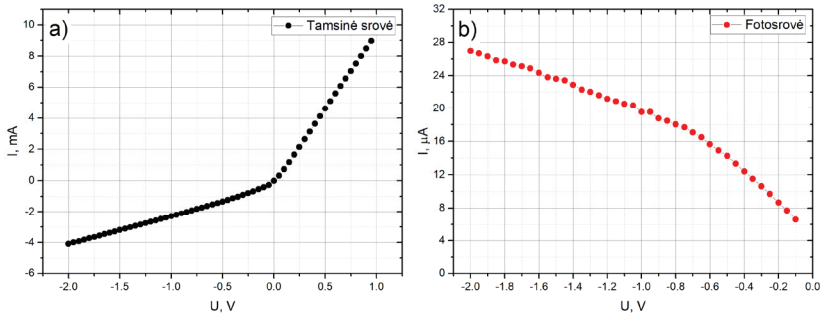 a)
Tamsinė srovė
I, mA
10
8
6
4
2
0
-2
-4
-6
-2.0 -1.5 -1.0 -0.5 0.0 0.5 1.0
U, V
b)
Fotosrovė
I, µA
32
28
24
20
16
12
8
4
0
-2.0 -1.8 -1.6 -1.4 -1.2 -1.0 -0.8 -0.6 -0.4 -0.2
U, V